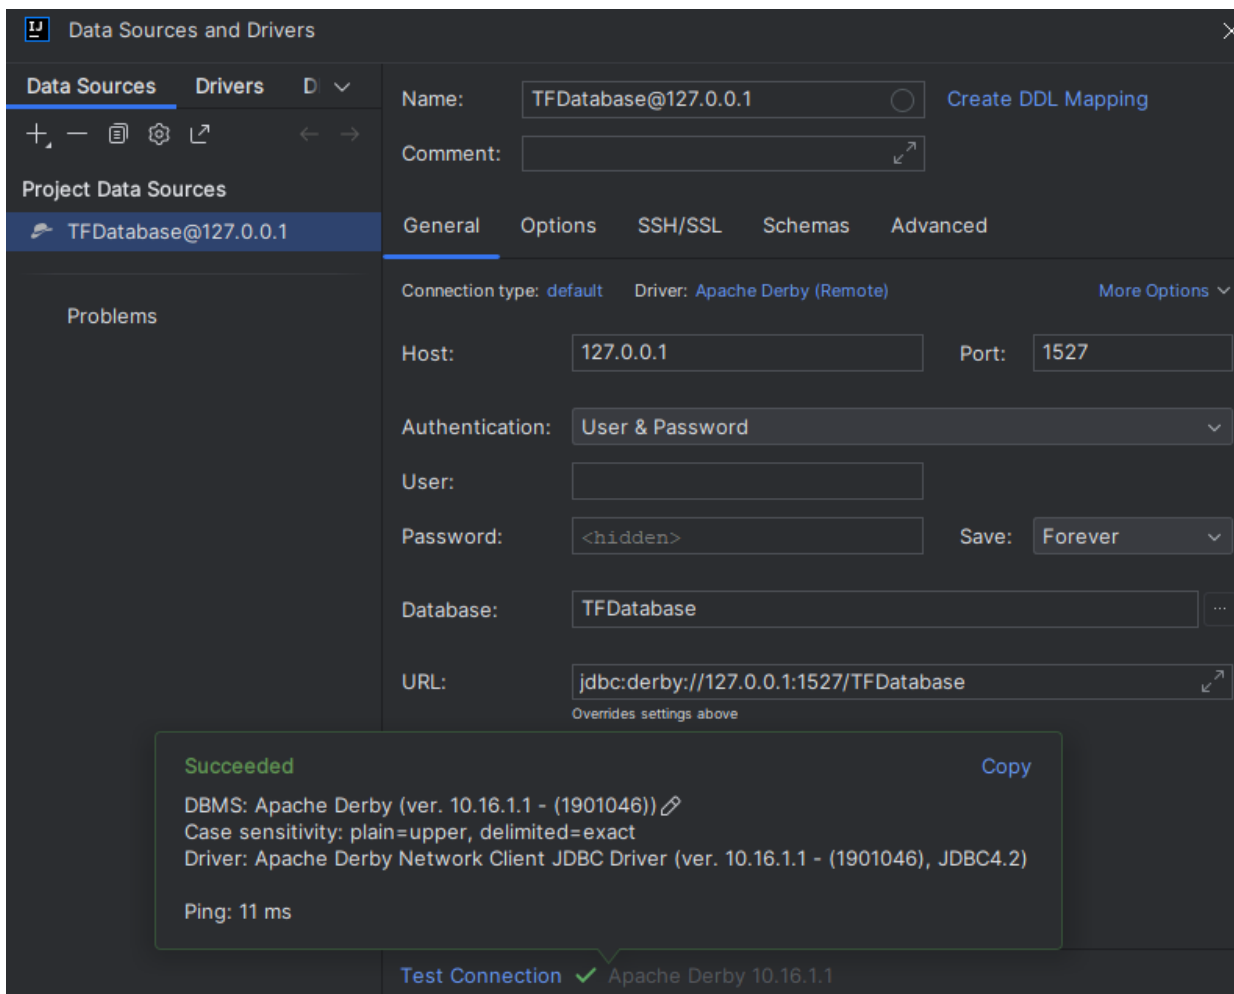 IJ Data Sources and Drivers
Data Sources Drivers D
Name: TFDatabase@127.0.0.1 Create DDL Mapping
Comment:
Project Data Sources
TFDatabase@127.0.0.1
Problems
General Options SSH/SSL Schemas Advanced
Connection type: default Driver: Apache Derby (Remote) More Options
Host: 127.0.0.1 Port: 1527
Authentication: User & Password
User:
Password: <hidden> Save: Forever
Database: TFDatabase ...
URL: jdbc:derby://127.0.0.1:1527/TFDatabase
Overrides settings above
Succeeded Copy
DBMS: Apache Derby (ver. 10.16.1.1 - (1901046))
Case sensitivity: plain=upper, delimited=exact
Driver: Apache Derby Network Client JDBC Driver (ver. 10.16.1.1 - (1901046), JDBC4.2)
Ping: 11 ms
Test Connection Apache Derby 10.16.1.1